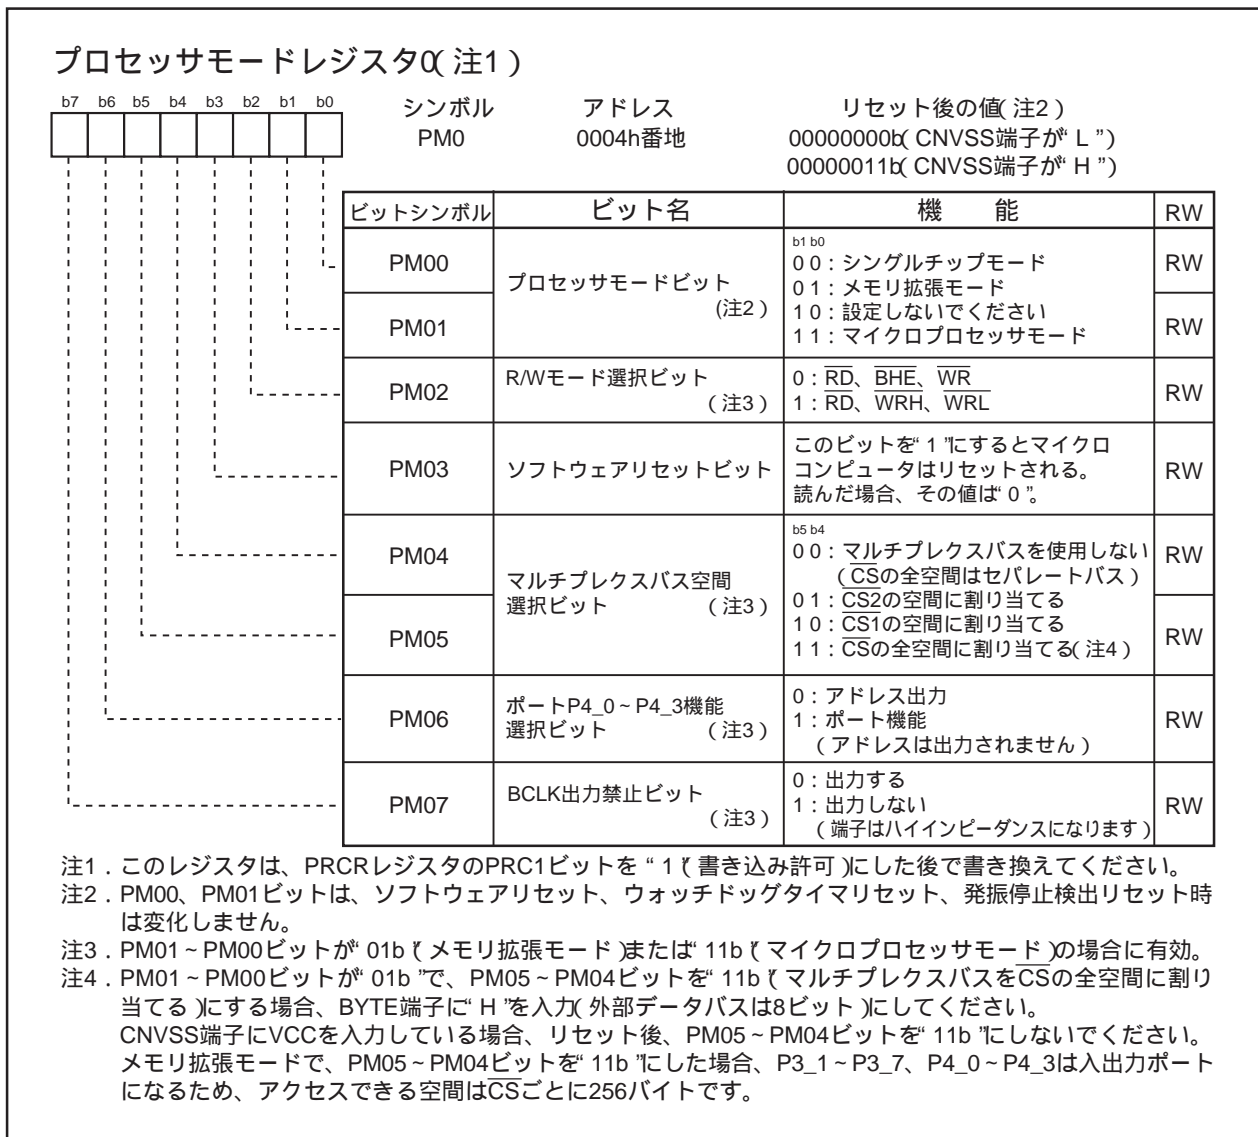 プロセッサモードレジスタ0(注1)
b7 b6 b5 b4 b3 b2 b1 b0
シンボル アドレス リセット後の値(注2)
PM0 0004h番地 00000000b(CNVSS端子が“L”)
00000011b(CNVSS端子が“H”)
ビットシンボル ビット名 機 能 RW
PM00 RW
PM01 RW
プロセッサモードビット
(注2)
b1 b0
0 0:シングルチップモード
0 1:メモリ拡張モード
1 0:設定しないでください
1 1:マイクロプロセッサモード
PM02 RW
R/Wモード選択ビット
(注3)
0:RD、BHE、WR
1:RD、WRH、WRL
PM03 ソフトウェアリセットビット RW
このビットを“1”にするとマイクロ
コンピュータはリセットされる。
読んだ場合、その値は“0”。
PM04 RW
PM05 RW
マルチプレクスバス空間
選択ビット (注3)
b5 b4
0 0:マルチプレクスバスを使用しない
(CSの全空間はセパレートバス)
0 1:CS2の空間に割り当てる
1 0:CS1の空間に割り当てる
1 1:CSの全空間に割り当てる(注4)
PM06 RW
ポートP4_0~P4_3機能
選択ビット (注3)
0:アドレス出力
1:ポート機能
(アドレスは出力されません)
PM07 RW
BCLK出力禁止ビット
(注3)
0:出力する
1:出力しない
(端子はハイインピーダンスになります)
注1.このレジスタは、PRCRレジスタのPRC1ビットを“1”(書き込み許可)にした後で書き換えてください。
注2.PM00、PM01ビットは、ソフトウェアリセット、ウォッチドッグタイマリセット、発振停止検出リセット時
は変化しません。
注3.PM01~PM00ビットが“01b”(メモリ拡張モード)または“11b”(マイクロプロセッサモード)の場合に有効。
注4.PM01~PM00ビットが“01b”で、PM05~PM04ビットを“11b”(マルチプレクスバスをCSの全空間に割り
当てる)にする場合、BYTE端子に“H”を入力(外部データバスは8ビット)にしてください。
CNVSS端子にVCCを入力している場合、リセット後、PM05~PM04ビットを“11b”にしないでください。
メモリ拡張モードで、PM05~PM04ビットを“11b”にした場合、P3_1~P3_7、P4_0~P4_3は入出力ポート
になるため、アクセスできる空間はCSごとに256バイトです。